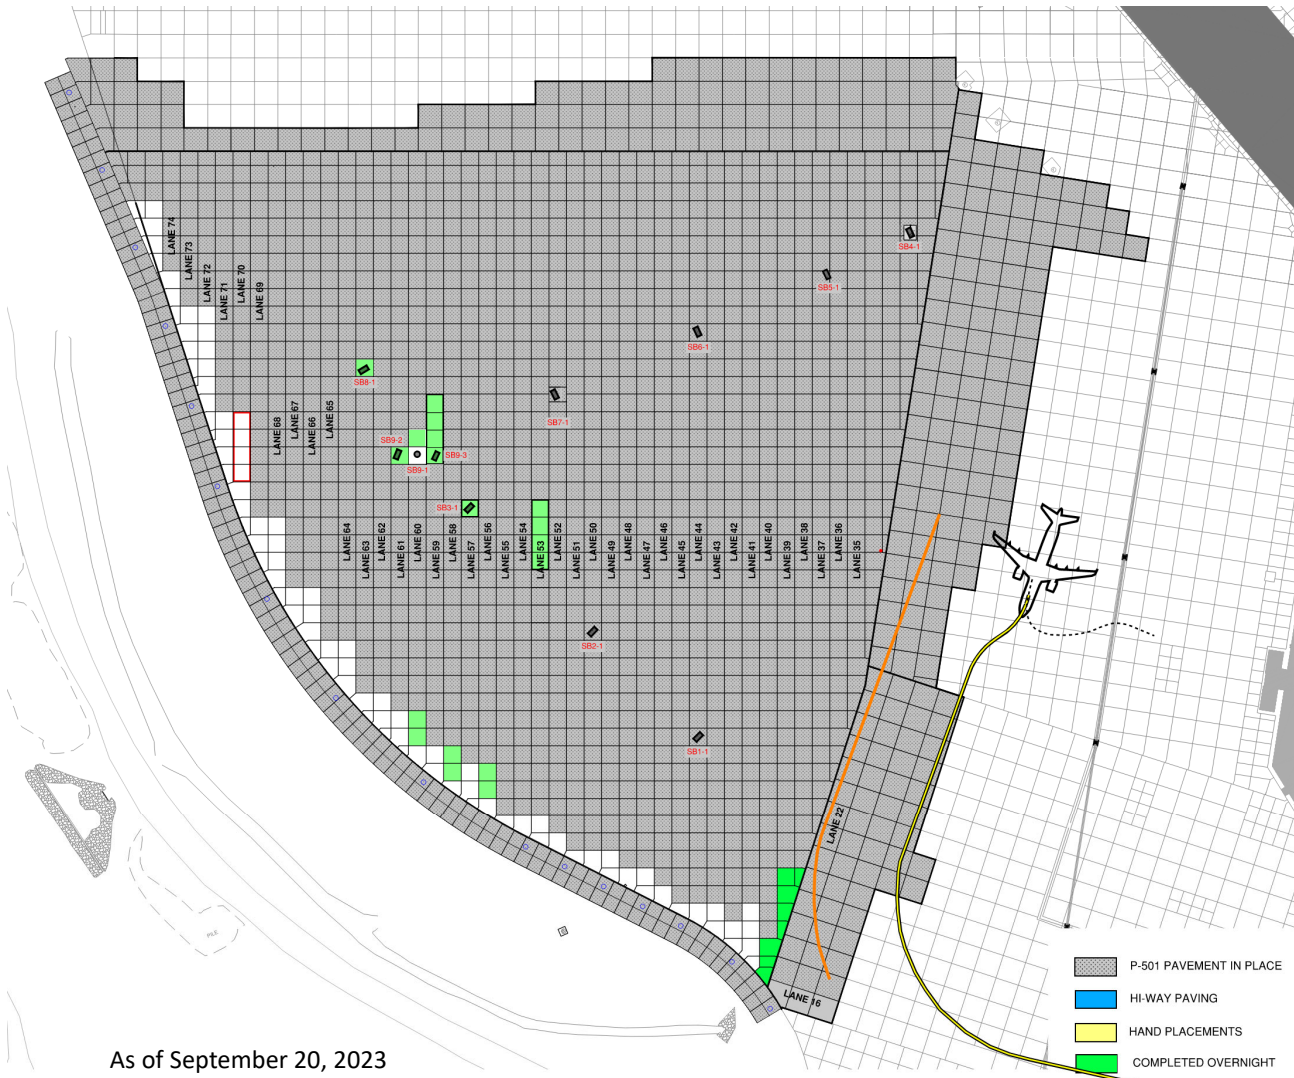 LANE 74
LANE 73
LANE 72
LANE 71
LANE 70
LANE 69
SB4-1
SB5-1
SB6-1
SB8-1
SB7-1
LANE 68
LANE 67
LANE 66
LANE 65
SB9-2
SB9-1
SB9-3
SB3-1
LANE 64
LANE 63
LANE 62
LANE 61
LANE 60
LANE 59
LANE 58
LANE 57
LANE 56
LANE 55
LANE 54
LANE 53
LANE 52
LANE 51
LANE 50
LANE 49
LANE 48
LANE 47
LANE 46
LANE 45
LANE 44
LANE 43
LANE 42
LANE 41
LANE 40
LANE 39
LANE 38
LANE 37
LANE 36
LANE 35
SB2-1
SB1-1
LANE 22
PILE
LANE 16
P-501 PAVEMENT IN PLACE
HI-WAY PAVING
HAND PLACEMENTS
COMPLETED OVERNIGHT
As of September 20, 2023